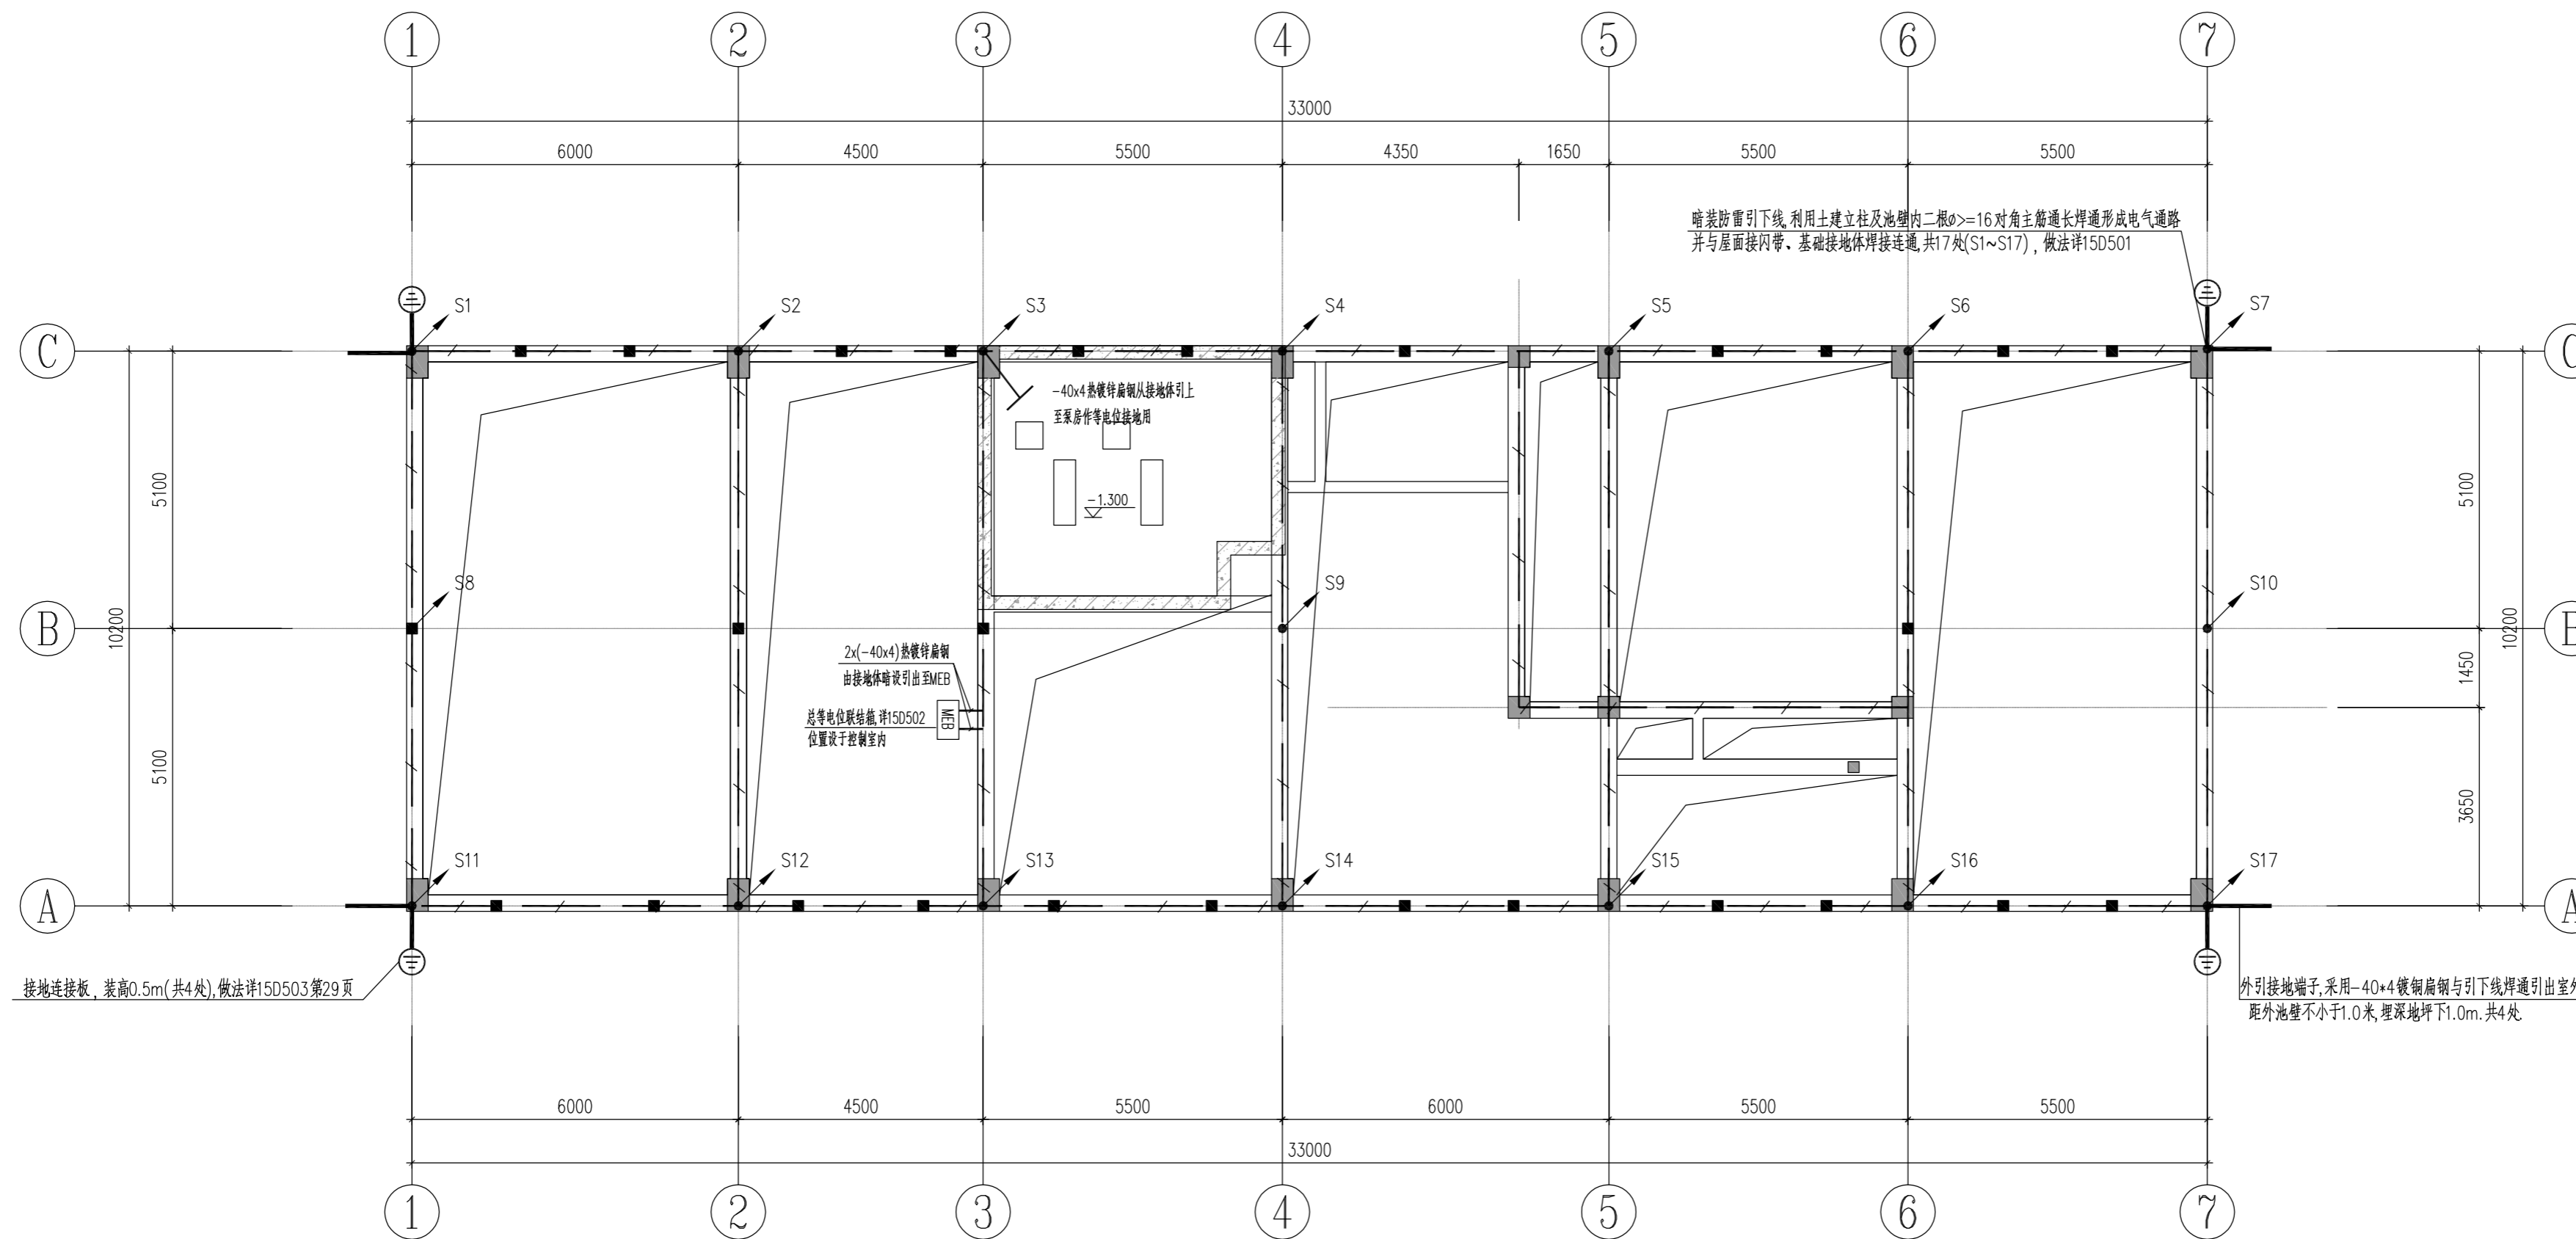 1 2 3 4 5 6 7
33000
6000 4500 5500 4350 1650 5500 5500
暗装防雷引下线,利用土建立柱及池壁内二根ø>=16对角主筋通长焊通形成电气通路
并与屋面接闪带、基础接地体焊接连通,共17处(S1~S17),做法详15D501
S1 S2 S3 S4 S5 S6 S7
C
-40x4热镀锌扁钢从接地体引上
至泵房作等电位接地用
5100 5100
-1.300
S8 S9 S10
B
10200 10200
2x(-40x4)热镀锌扁钢
由接地体暗设引出至MEB
1450
总等电位联结箱,详15D502
位置设于控制室内
MEB
5100 3650
S11 S12 S13 S14 S15 S16 S17
A
接地连接板,装高0.5m(共4处),做法详15D503第29页
外引接地端子,采用-40*4镀铜扁钢与引下线焊通引出室外
距外池壁不小于1.0米,埋深地坪下1.0m.共4处
6000 4500 5500 6000 5500 5500
33000
1 2 3 4 5 6 7